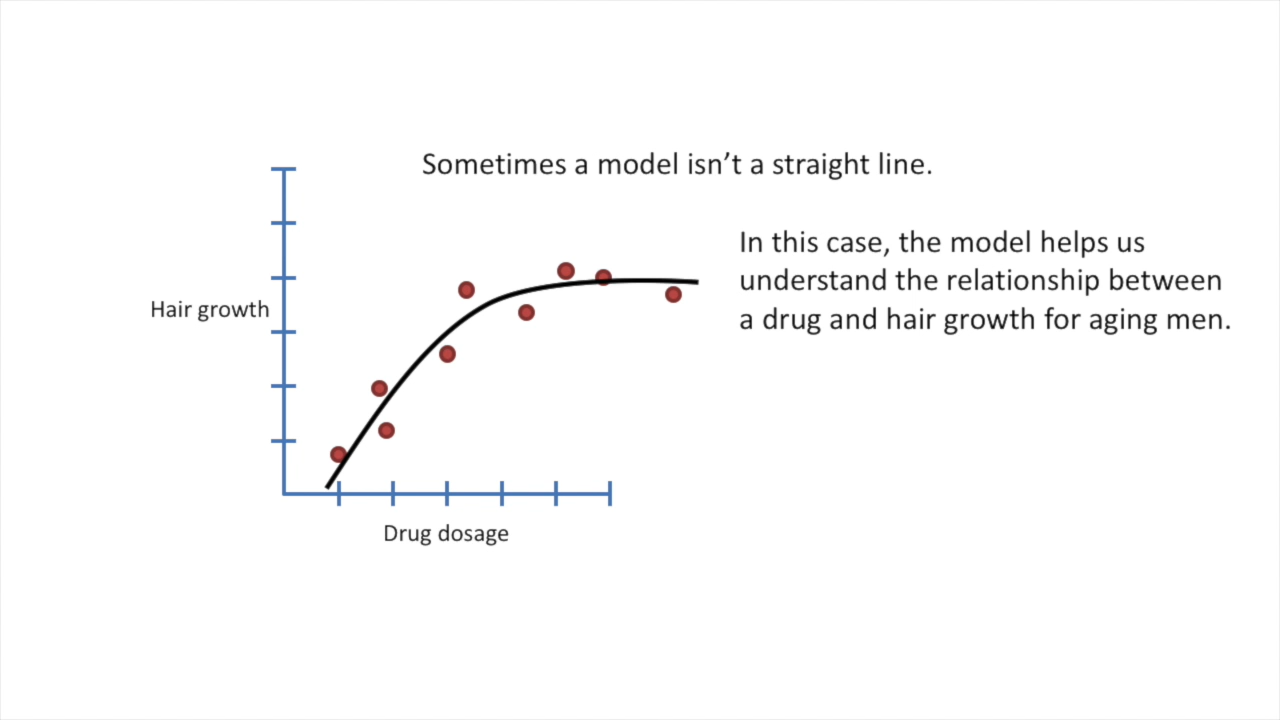 Sometimes a model isn’t a straight line.
In this case, the model helps us
understand the relationship between
a drug and hair growth for aging men.
Hair growth
Drug dosage